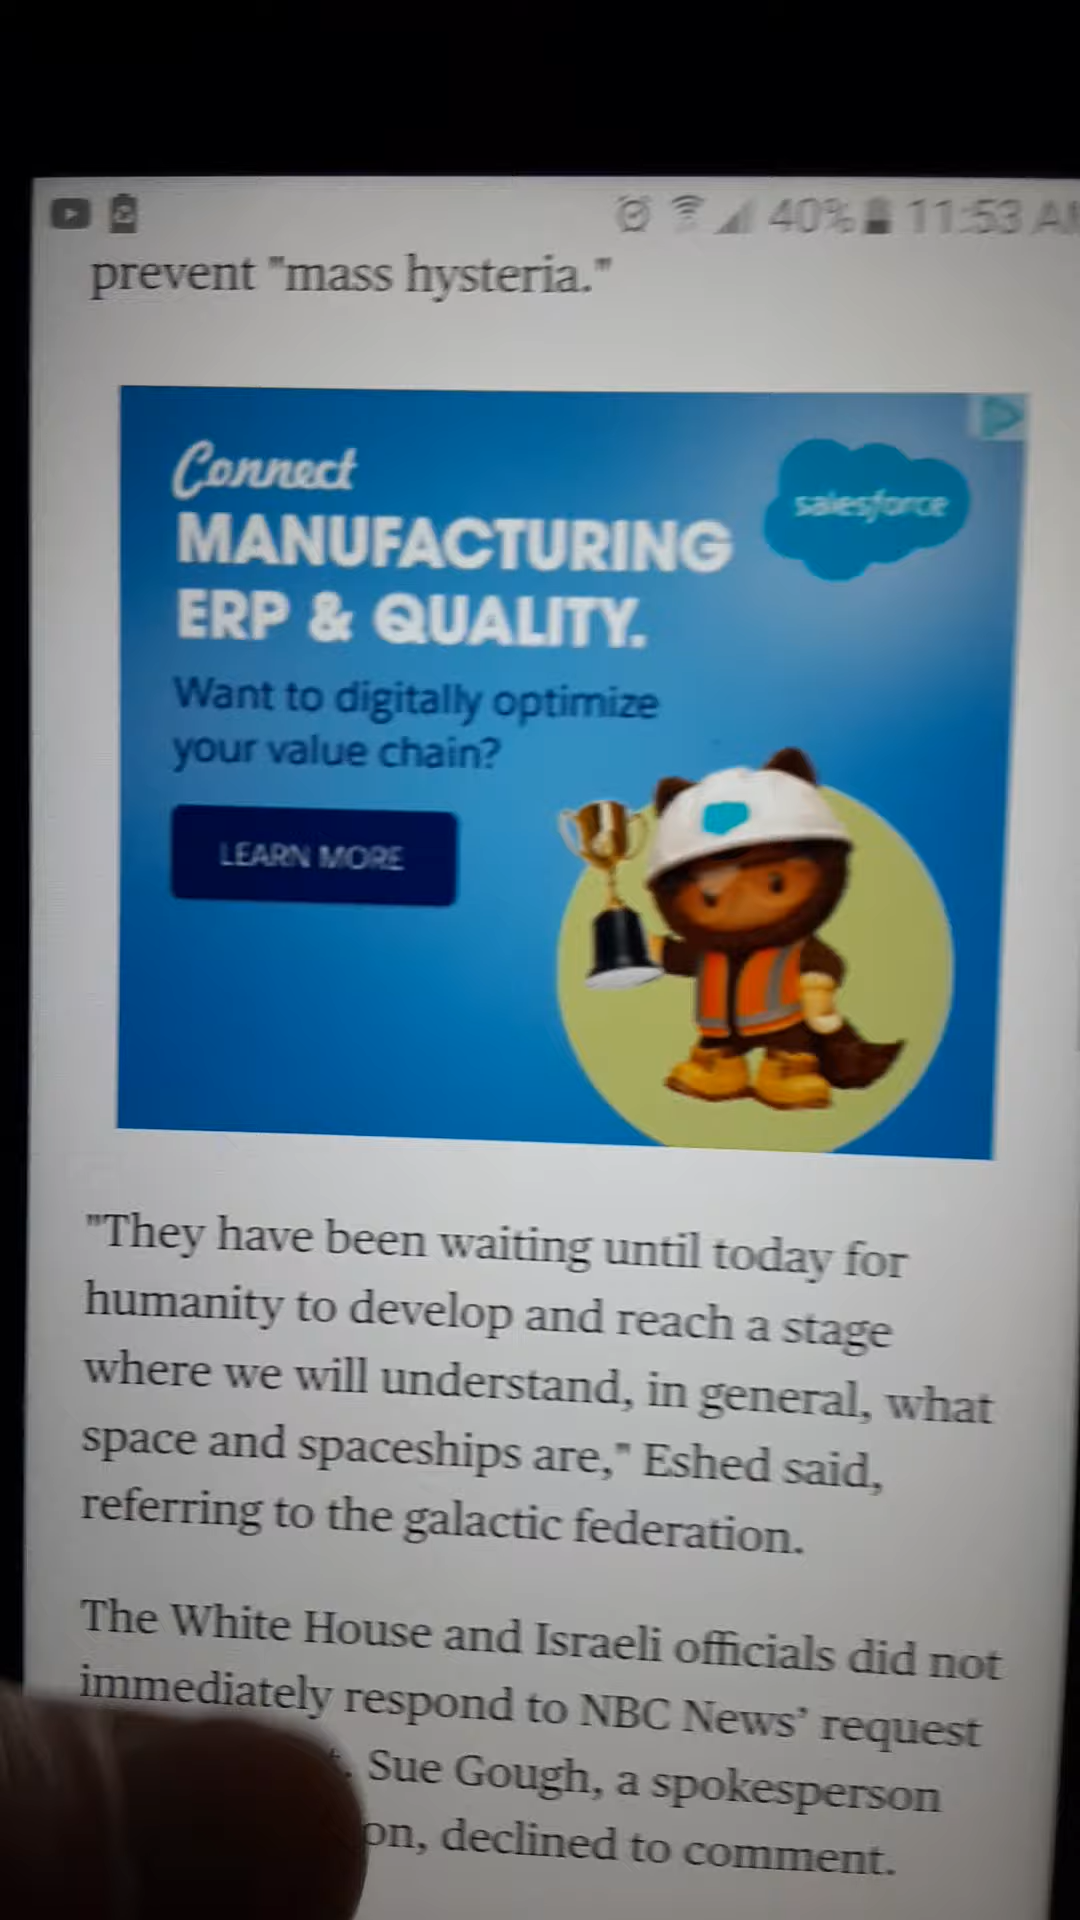 40% 11:53 AM
prevent "mass hysteria."
Connect
MANUFACTURING
ERP & QUALITY.
salesforce
Want to digitally optimize
your value chain?
LEARN MORE
"They have been waiting until today for
humanity to develop and reach a stage
where we will understand, in general, what
space and spaceships are," Eshed said,
referring to the galactic federation.
The White House and Israeli officials did not
immediately respond to NBC News’ request
Sue Gough, a spokesperson
declined to comment.